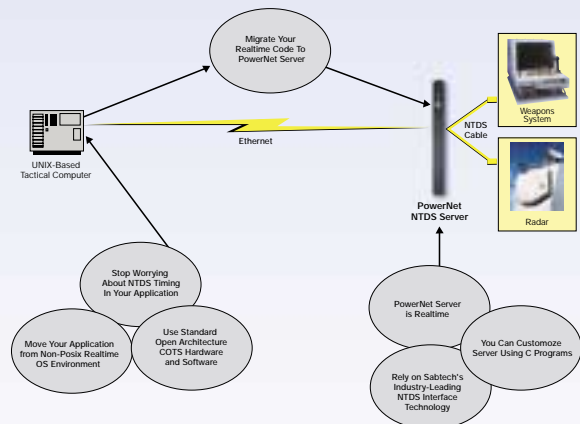 Migrate Your
Realtime Code To
PowerNet Server
UNIX-Based
Tactical Computer
Ethernet
NTDS
Cable
Weapons
System
Radar
PowerNet
NTDS Server
Stop Worrying
About NTDS Timing
In Your Application
Move Your Application
from Non-Posix Realtime
OS Environment
Use Standard
Open Architecture
COTS Hardware
and Software
PowerNet Server
is Realtime
You Can Customoze
Server Using C Programs
Rely on Sabtech's
Industry-Leading
NTDS Interface
Technology